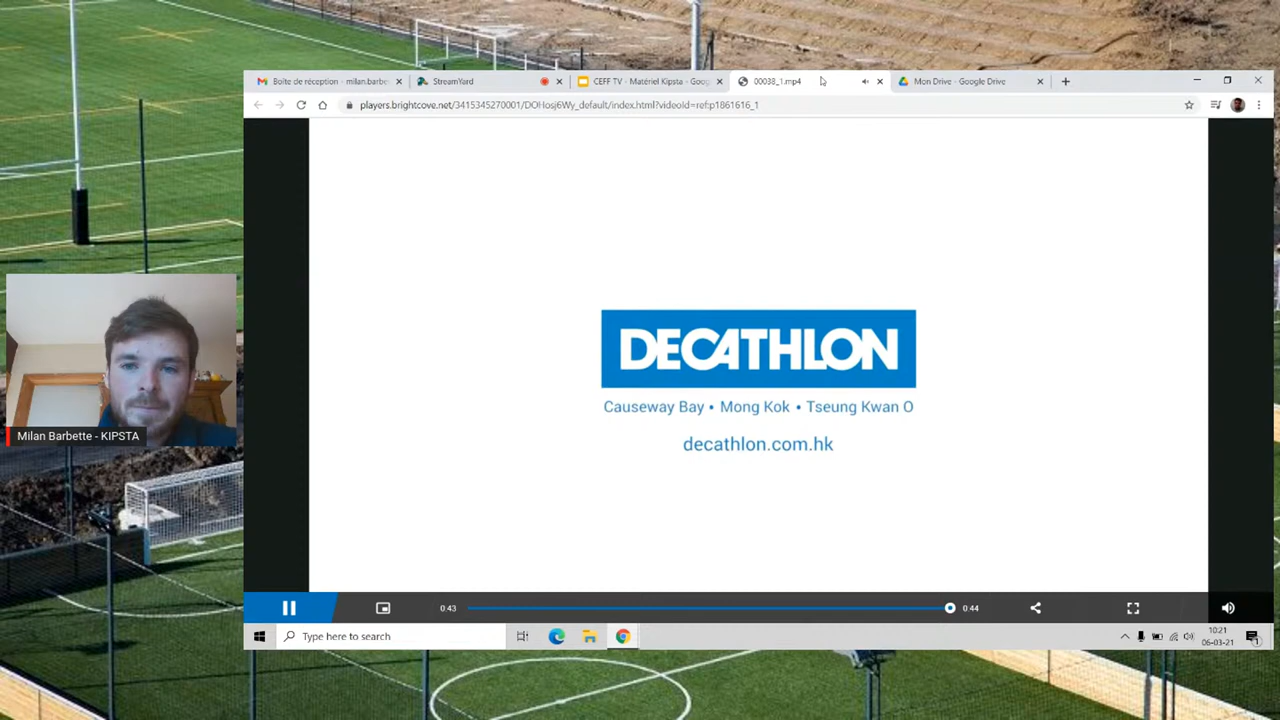 Boîte de réception - milan.barbe
StreamYard
CEFF TV - Matériel Kipsta - Goog
00038_1.mp4
Mon Drive - Google Drive
players.brightcove.net/3415345270001/DOHosj6Wy_default/index.html?videoId=ref:p1861616_1
DECATHLON
Causeway Bay • Mong Kok • Tseung Kwan O
decathlon.com.hk
Milan Barbette - KIPSTA
0:43
0:44
Type here to search
10:21
06-03-21